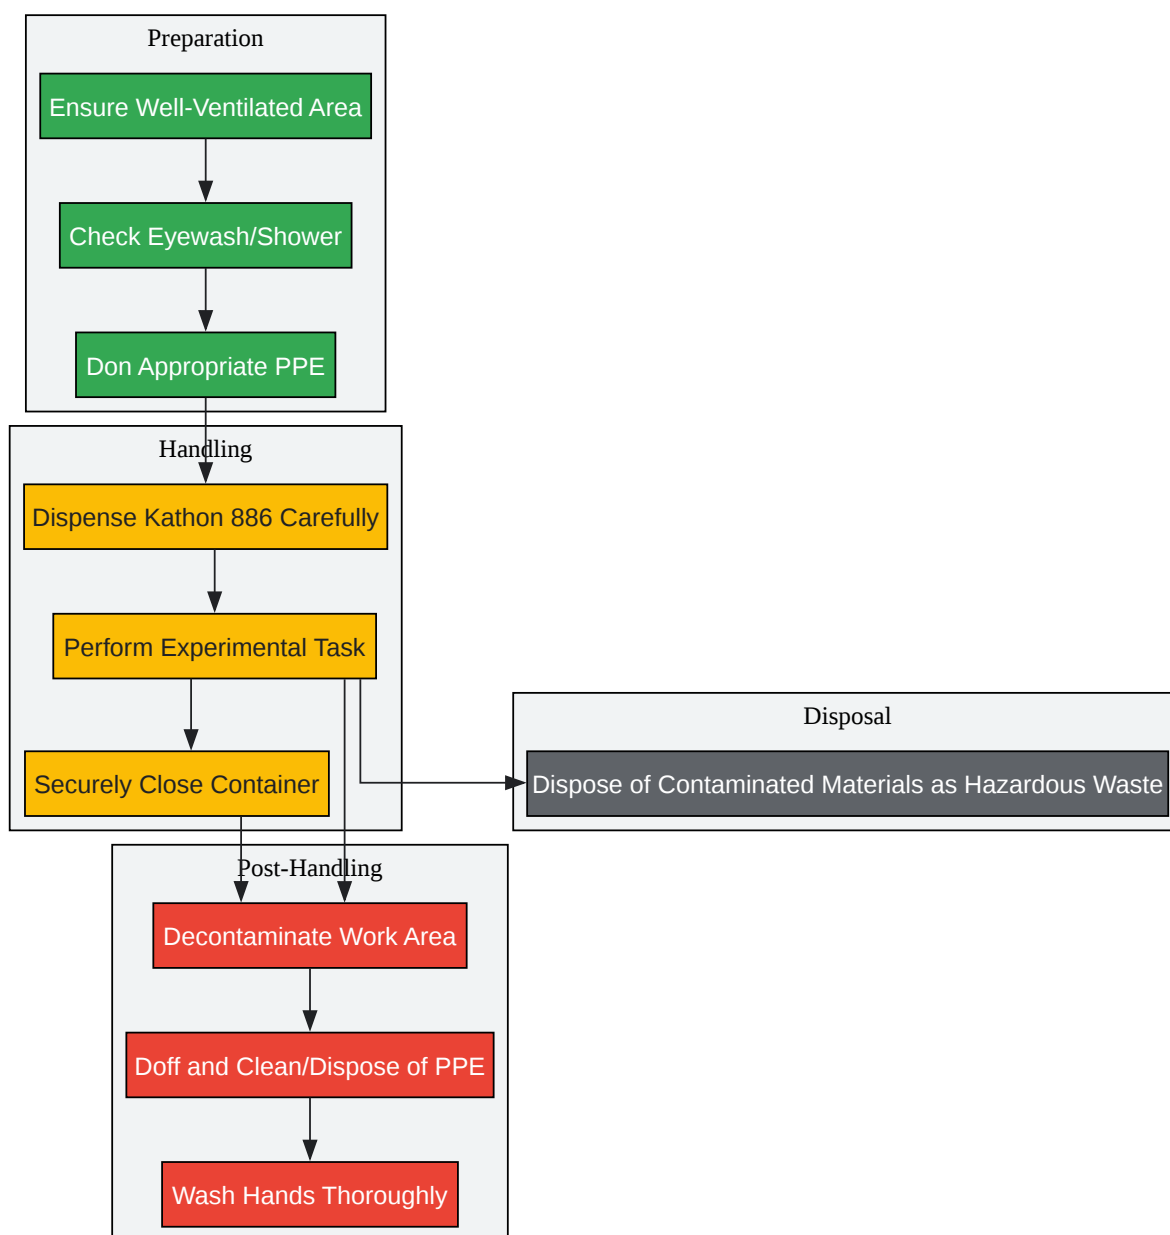 Preparation
Ensure Well-Ventilated Area
Check Eyewash/Shower
Don Appropriate PPE
Handling
Dispense Kathon 886 Carefully
Perform Experimental Task
Securely Close Container
Disposal
Dispose of Contaminated Materials as Hazardous Waste
Post-Handling
Decontaminate Work Area
Doff and Clean/Dispose of PPE
Wash Hands Thoroughly